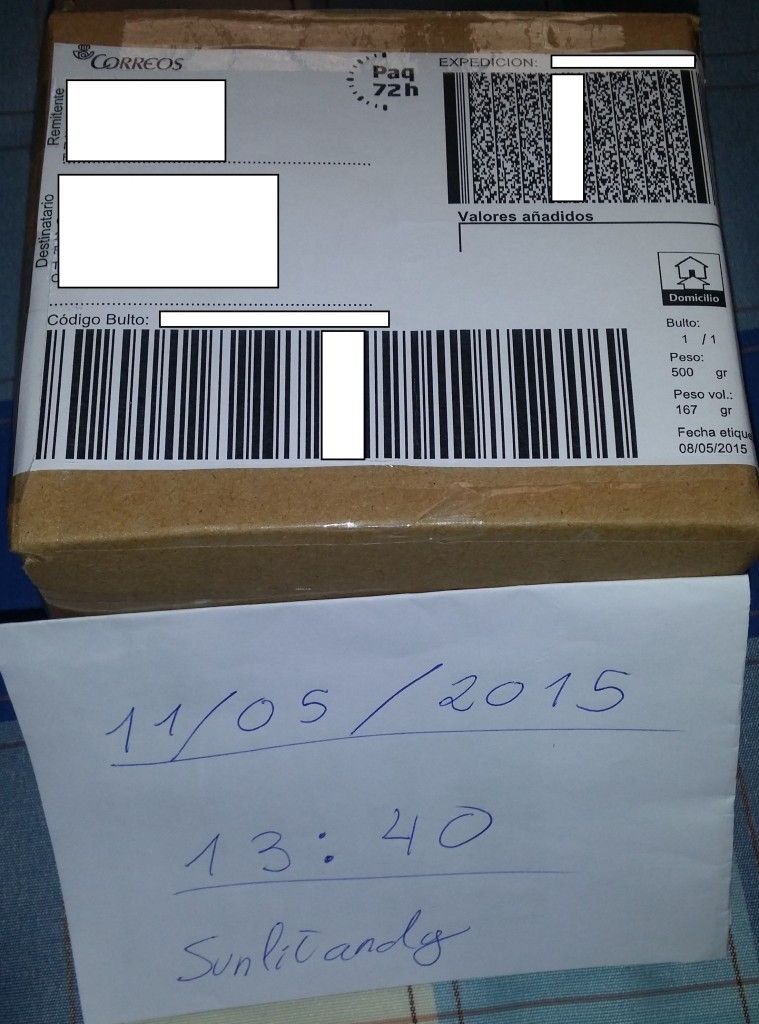 CORREOS
Paq
72h
EXPEDICION:
Remitente
Destinatario
Valores añadidos
Domicilio
Código Bulto:
Bulto:
1 / 1
Peso:
500 gr
Peso vol.:
167 gr
Fecha etique
08/05/2015
11/05/2015
13:40